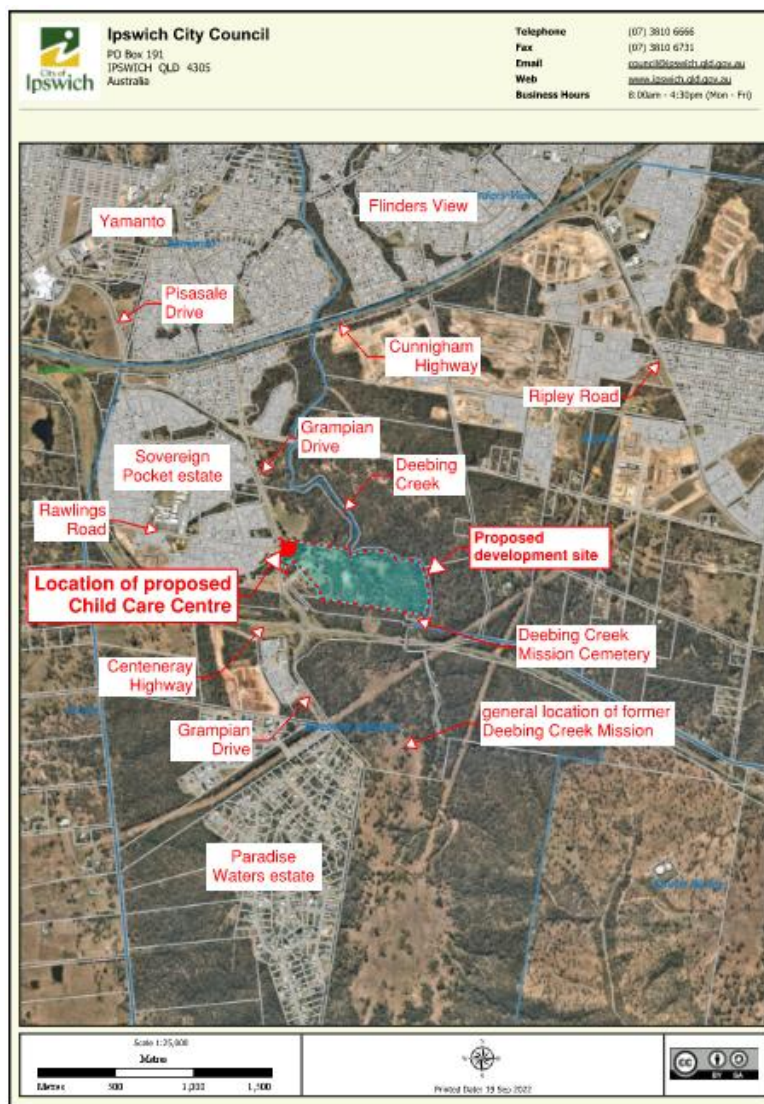 City of
Ipswich
Ipswich City Council
PO Box 191
IPSWICH QLD 4305
Australia
Telephone (07) 3810 6666
Fax (07) 3810 6731
Email council@ipswich.qld.gov.au
Web www.ipswich.qld.gov.au
Business Hours 8:00am - 4:30pm (Mon - Fri)
Yamanto
Flinders View
Pisasale
Drive
Cunnigham
Highway
Ripley Road
Grampian
Drive
Sovereign
Pocket estate
Deebing
Creek
Rawlings
Road
Proposed
development site
Location of proposed
Child Care Centre
Deebing Creek
Mission Cemetery
Centeneray
Highway
general location of former
Deebing Creek Mission
Grampian
Drive
Paradise
Waters estate
Scale 1:25,000
Metres
Metres 500 1,000 1,500
Printed Date: 19 Sep 2022
cc
BY SA